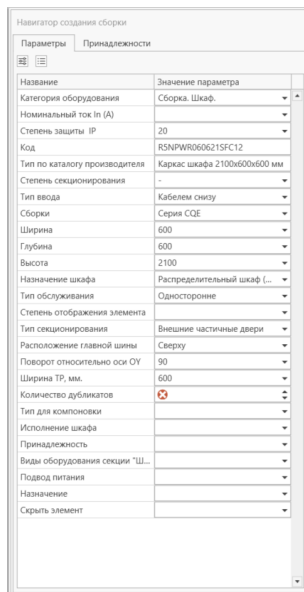 Навигатор создания сборки
Параметры Принадлежности
Название Значение параметра
Категория оборудования Сборка. Шкаф.
Номинальный ток In (A)
Степень защиты IP 20
Код R5NPWR060621SFC12
Тип по каталогу производителя Каркас шкафа 2100x600x600 мм
Степень секционирования -
Тип ввода Кабелем снизу
Сборки Серия CQE
Ширина 600
Глубина 600
Высота 2100
Назначение шкафа Распределительный шкаф (...
Тип обслуживания Одностороннe
Степень отображения элемента
Тип секционирования Внешние частичные двери
Расположение главной шины Сверху
Поворот относительно оси OY 90
Ширина ТР, мм. 600
Количество дубликатов
Тип для компоновки
Исполнение шкафа
Принадлежность
Виды оборудования секции "Ш...
Подвод питания
Назначение
Скрыть элемент